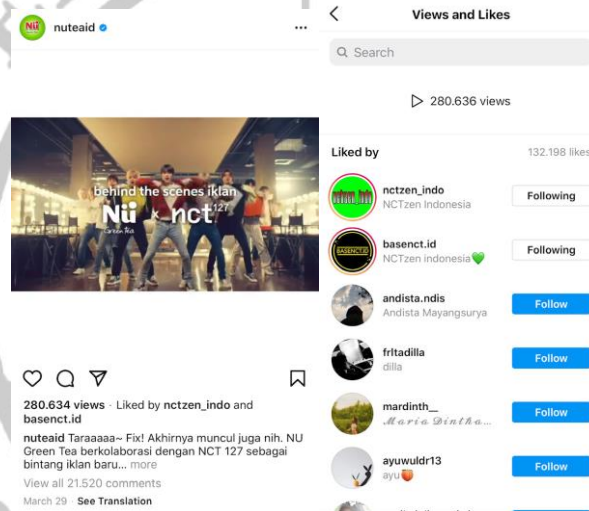 nuteaid
behind the scenes iklan
Nü x nct 127
Green Tea
280.634 views · Liked by nctzen_indo and
basenct.id
nuteaid Taraaaaa~ Fix! Akhirnya muncul juga nih. NU
Green Tea berkolaborasi dengan NCT 127 sebagai
bintang iklan baru... more
View all 21.520 comments
March 29 · See Translation
Views and Likes
Search
280.636 views
Liked by 132.198 likes
nctzen_indo
NCTzen Indonesia
Following
BASENCT.ID
basenct.id
NCTzen indonesia💚
Following
andista.ndis
Andista Mayangsurya
Follow
frltadilla
dilla
Follow
mardinth__
𝓜𝓪𝓻𝓲𝓪 𝓓𝓲𝓷𝓽𝓱𝓪...
Follow
ayuwuldr13
ayu🍑
Follow